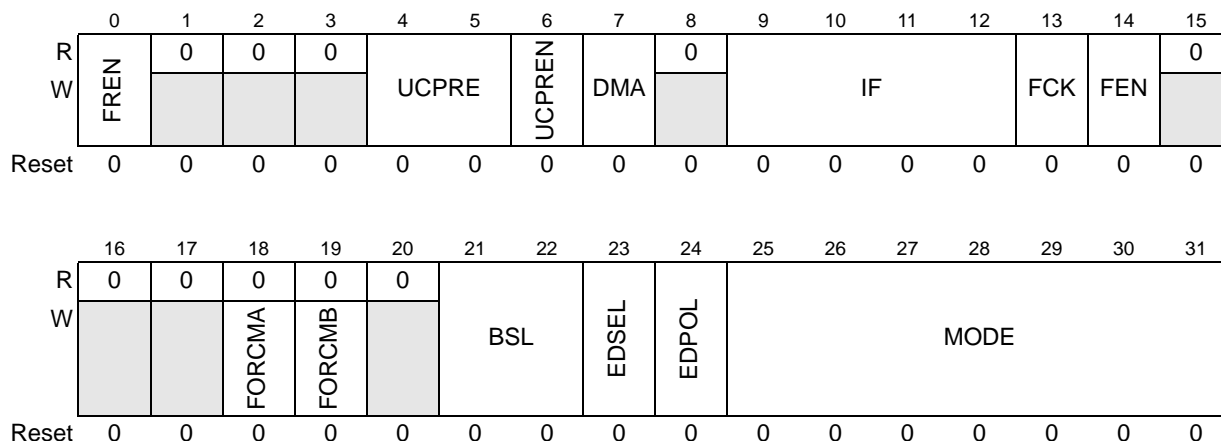 0 1 2 3 4 5 6 7 8 9 10 11 12 13 14 15
R FREN 0 0 0 UCPRE UCPREN DMA 0 IF FCK FEN 0
W
Reset 0 0 0 0 0 0 0 0 0 0 0 0 0 0 0 0
16 17 18 19 20 21 22 23 24 25 26 27 28 29 30 31
R 0 0 0 0 0 BSL EDSEL EDPOL MODE
W FORCMA FORCMB
Reset 0 0 0 0 0 0 0 0 0 0 0 0 0 0 0 0